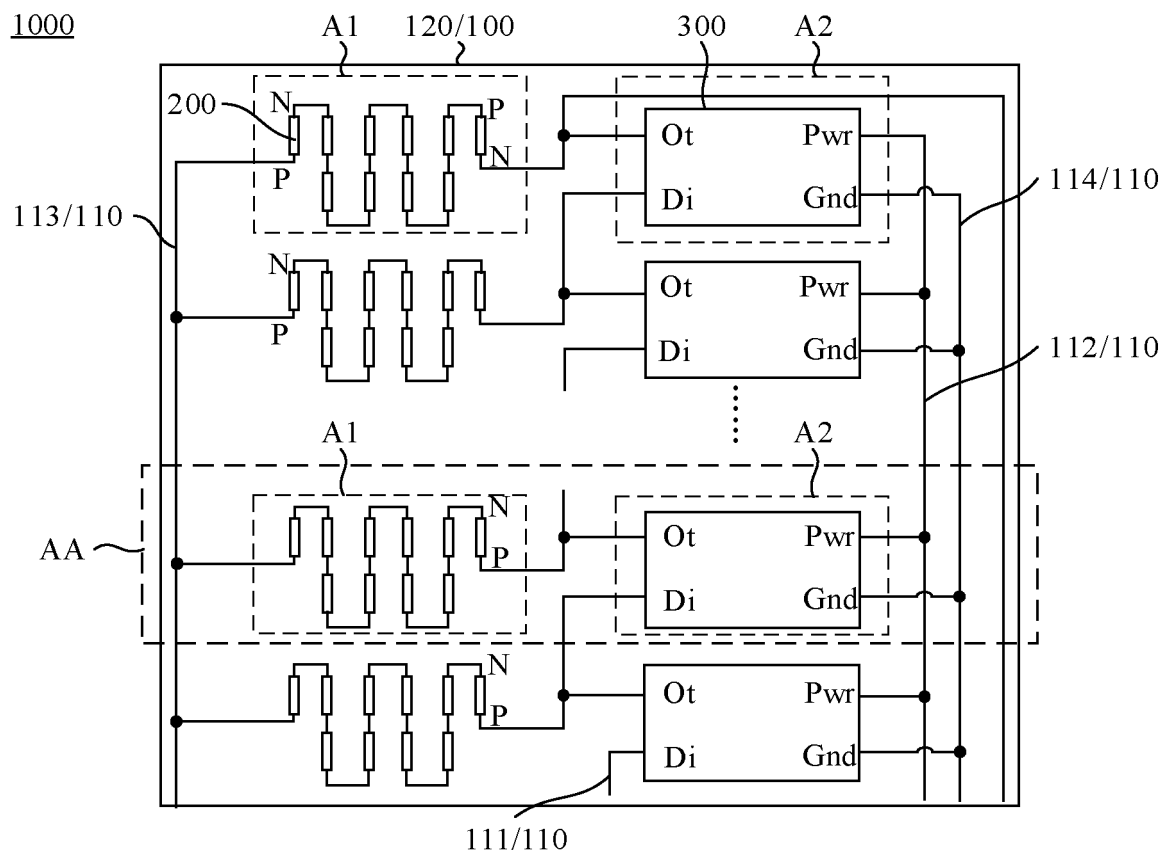 1000
A1
120/100
300
A2
200
N
P
P
N
Ot
Pwr
Di
Gnd
113/110
114/110
N
P
Ot
Pwr
Di
Gnd
112/110
A1
A2
AA
N
P
Ot
Pwr
Di
Gnd
N
P
Ot
Pwr
Di
Gnd
111/110